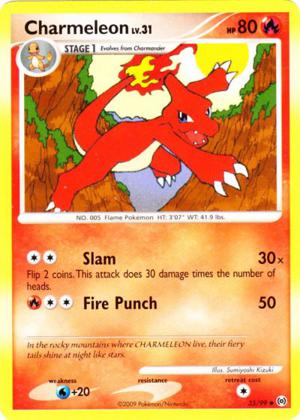 Charmeleon LV.31 HP 80
STAGE 1 Evolves from Charmander
NO. 005 Flame Pokémon HT: 3'07" WT: 41.9 lbs.
Slam 30×
Flip 2 coins. This attack does 30 damage times the number of
heads.
Fire Punch 50
Illus. Sumiyoshi Kizuki
In the rocky mountains where CHARMELEON live, their fiery
tails shine at night like stars.
weakness resistance retreat cost
+20
©2009 Pokémon/Nintendo 33/99